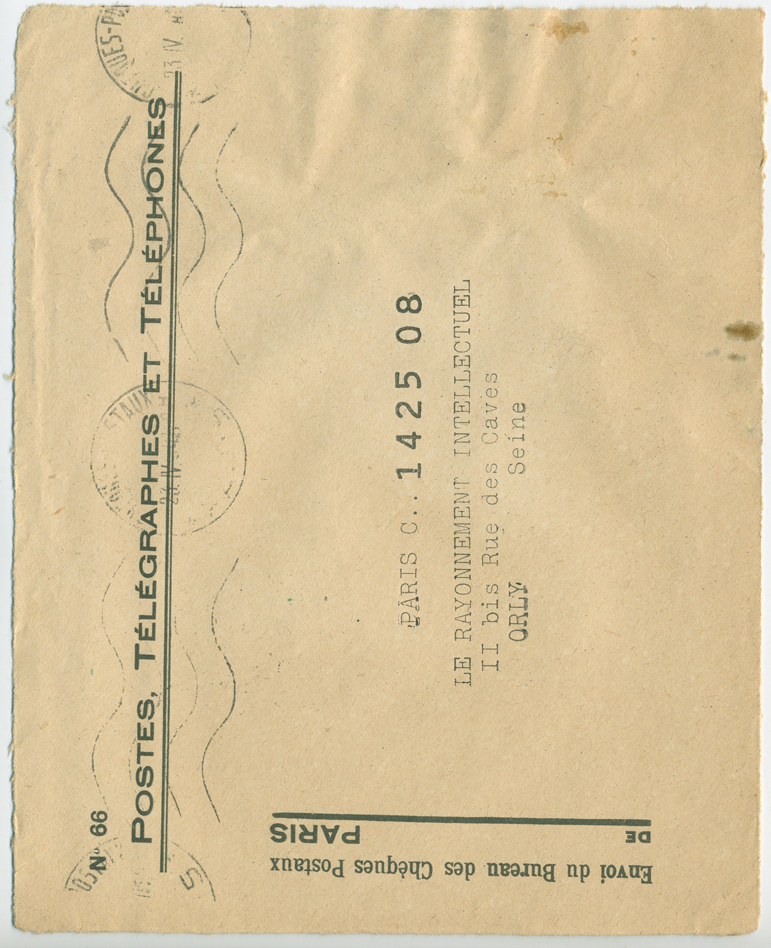 N° 66
POSTES, TÉLÉGRAPHES ET TÉLÉPHONES
PARIS C.. 1425 08
LE RAYONNEMENT INTELLECTUEL
II bis Rue des Caves
ORLY Seine
Envoi du Bureau des Chèques Postaux
DE PARIS